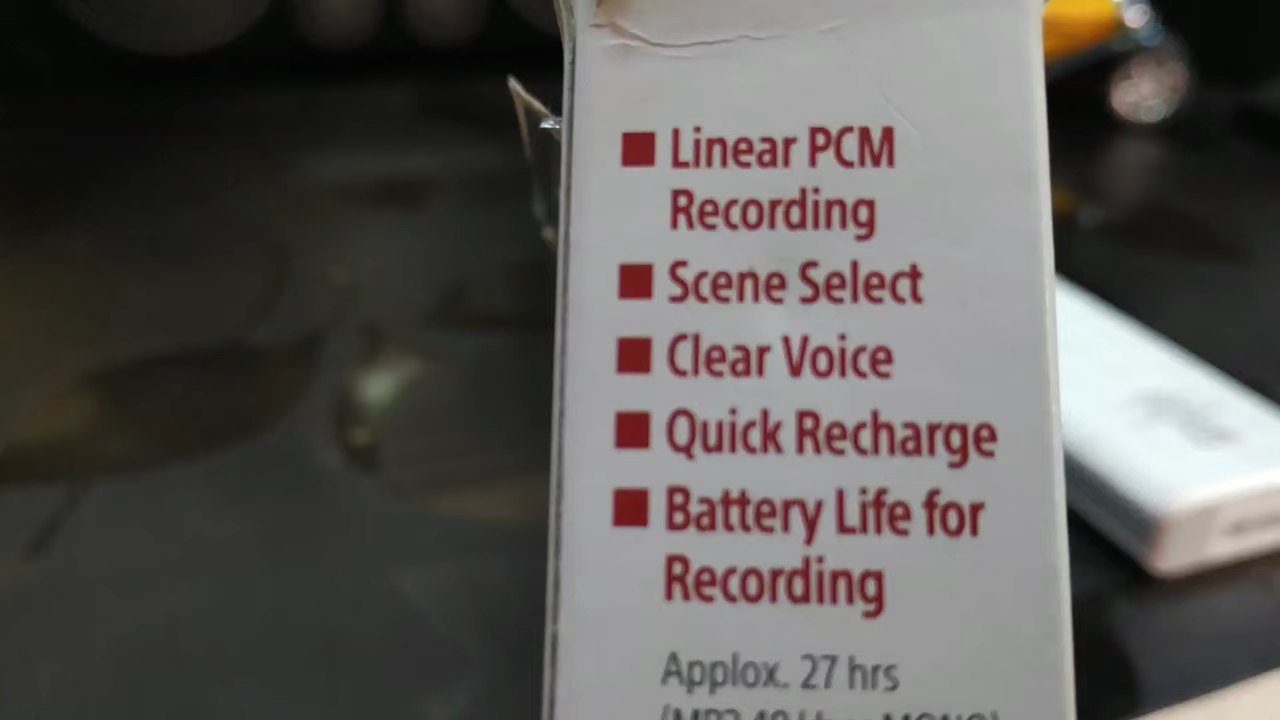 Linear PCM
Recording
Scene Select
Clear Voice
Quick Recharge
Battery Life for
Recording
Applox. 27 hrs